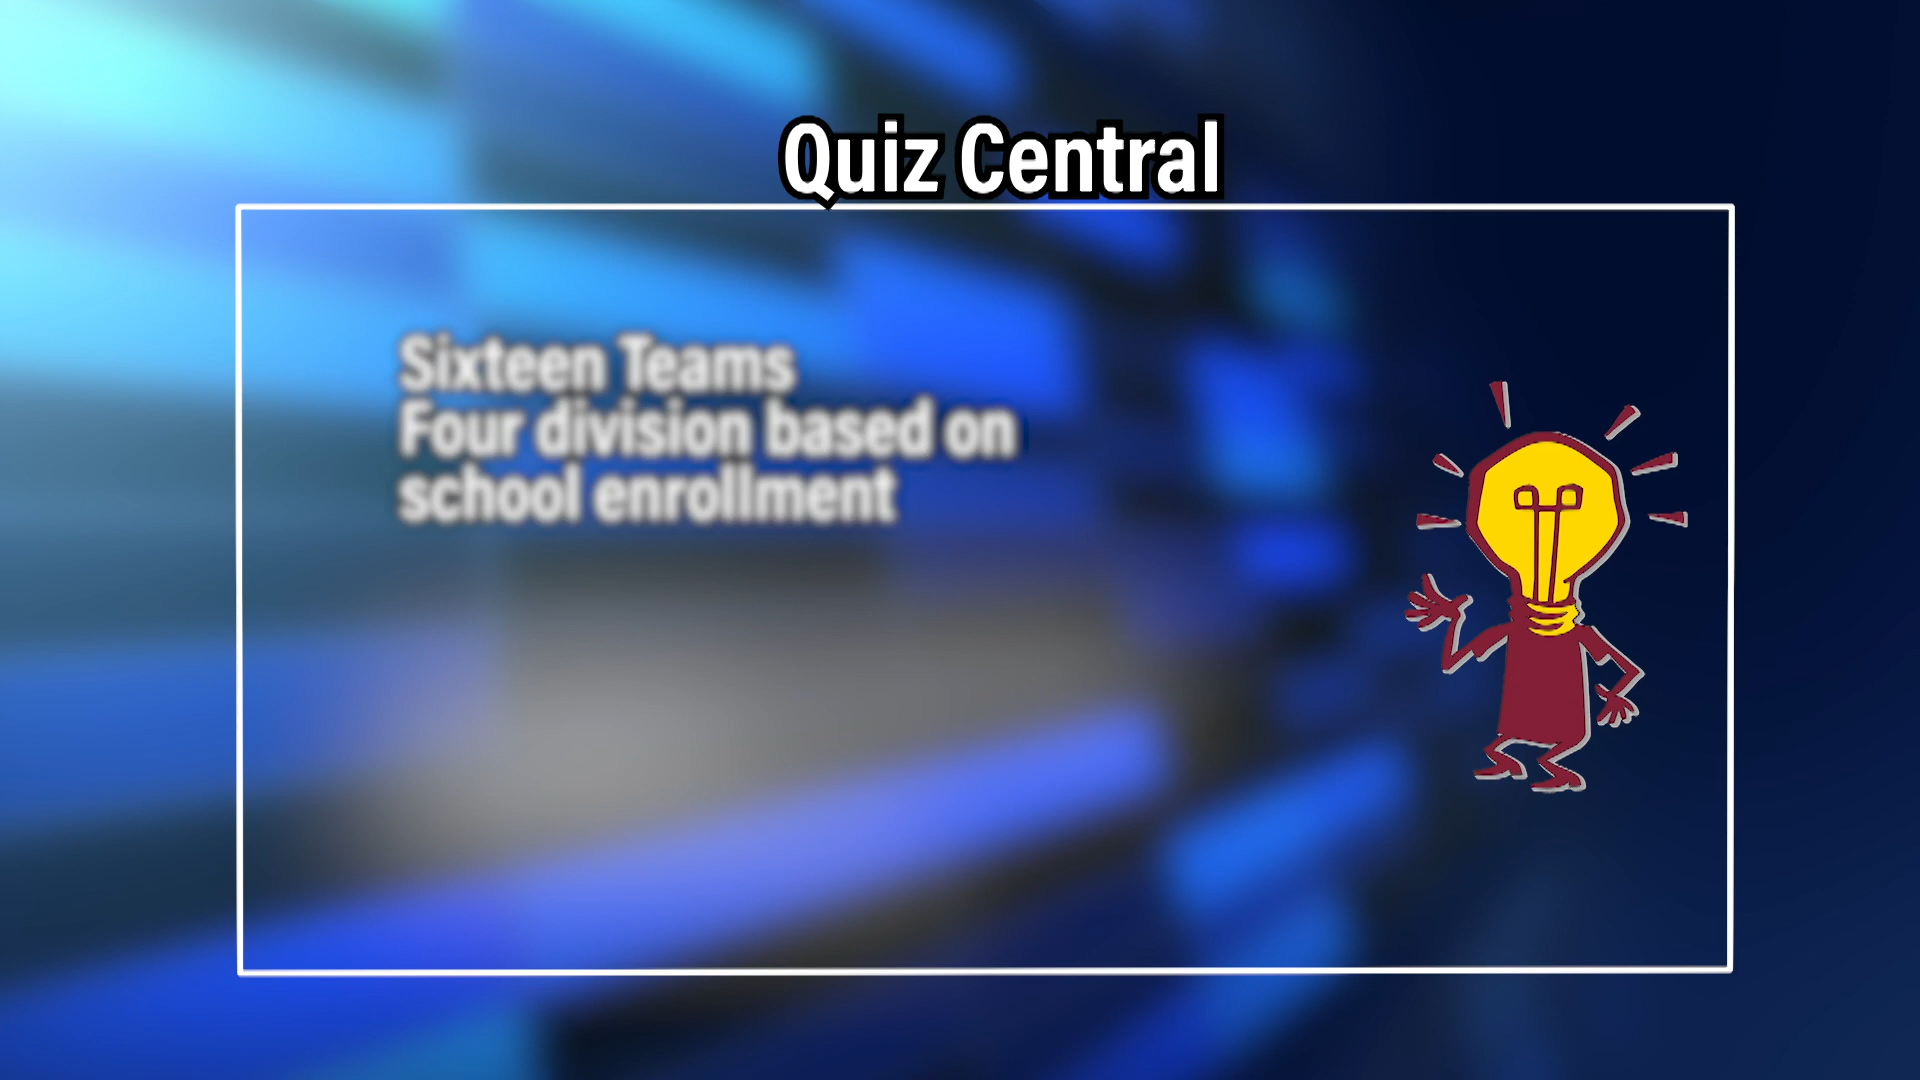 Quiz Central
Sixteen Teams
Four division based on
school enrollment